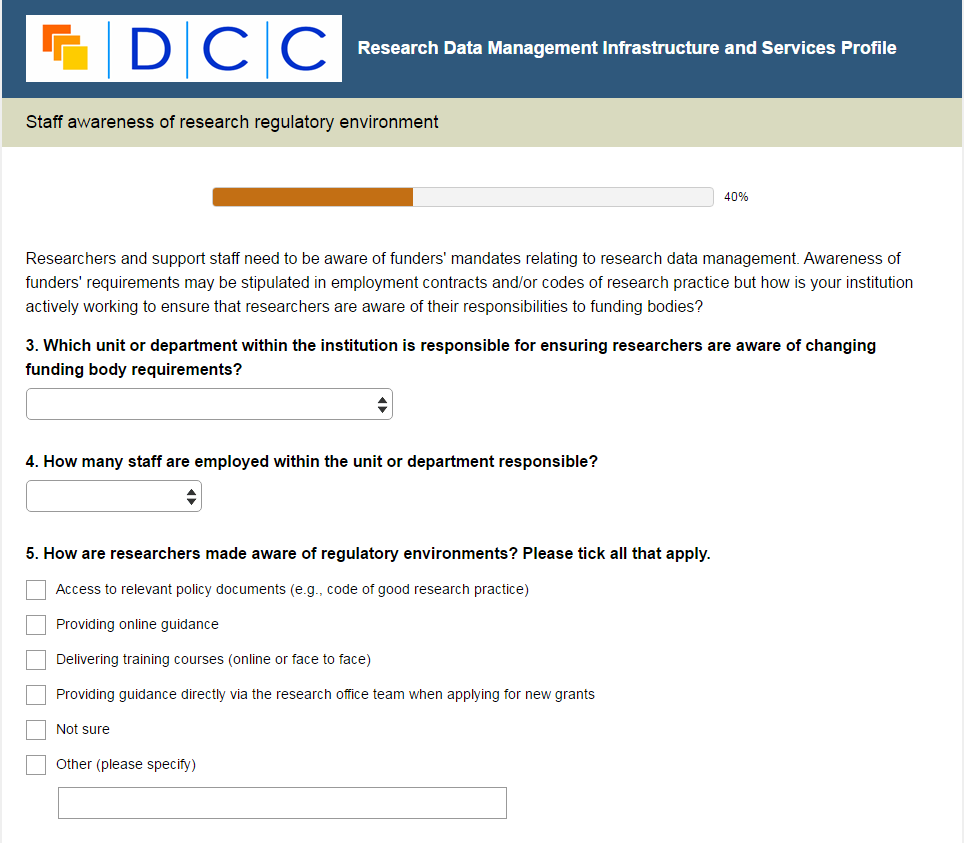 DCC
Research Data Management Infrastructure and Services Profile
Staff awareness of research regulatory environment
40%
Researchers and support staff need to be aware of funders' mandates relating to research data management. Awareness of
funders' requirements may be stipulated in employment contracts and/or codes of research practice but how is your institution
actively working to ensure that researchers are aware of their responsibilities to funding bodies?
3. Which unit or department within the institution is responsible for ensuring researchers are aware of changing
funding body requirements?
4. How many staff are employed within the unit or department responsible?
5. How are researchers made aware of regulatory environments? Please tick all that apply.
Access to relevant policy documents (e.g., code of good research practice)
Providing online guidance
Delivering training courses (online or face to face)
Providing guidance directly via the research office team when applying for new grants
Not sure
Other (please specify)